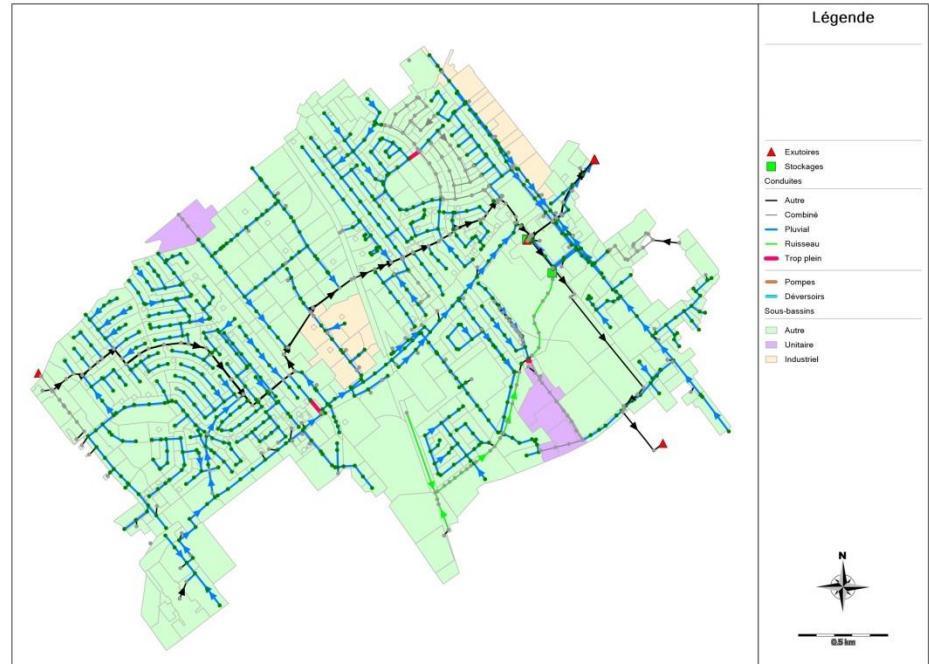 Légende
Exutoires
Stockages
Conduites
Autre
Combiné
Pluvial
Ruisseau
Trop plein
Pompes
Déversoirs
Sous-bassins
Autre
Unitaire
Industriel
N
0.5 km